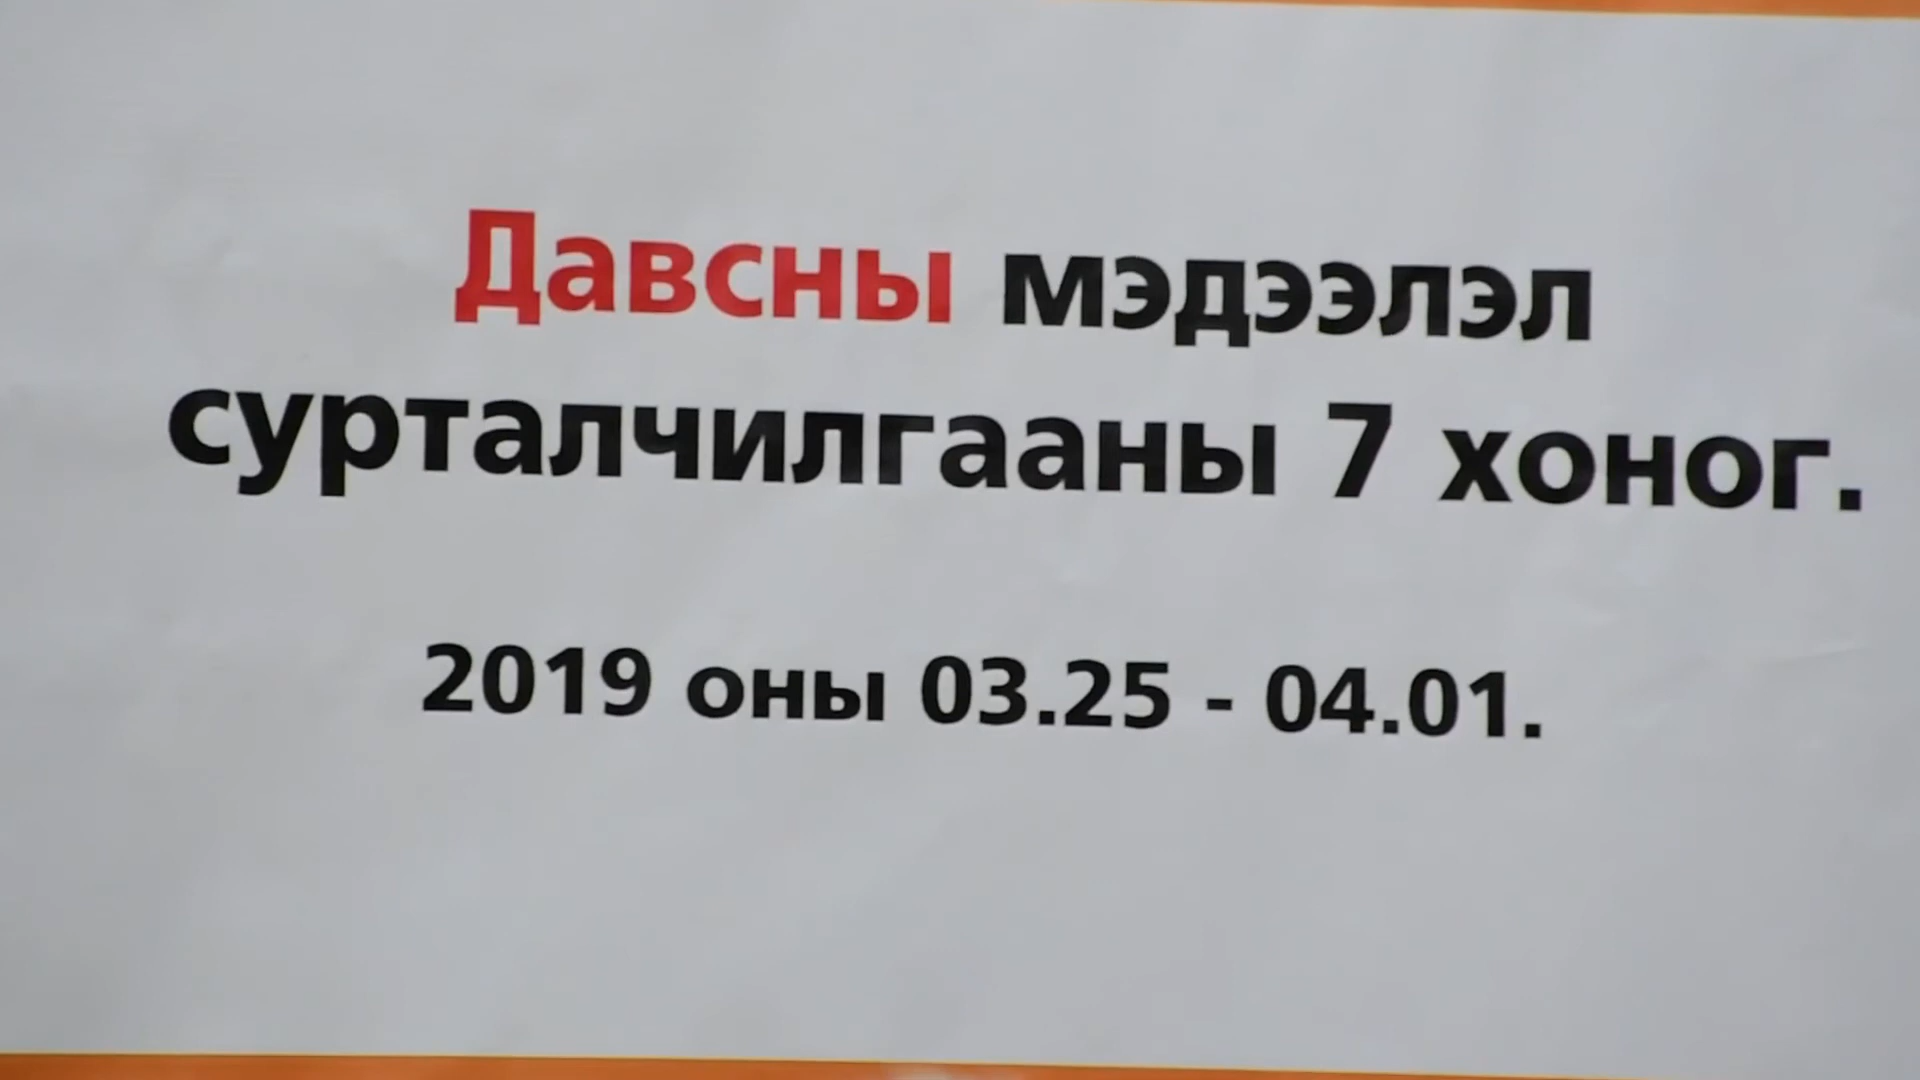 Давсны мэдээлэл
сурталчилгааны 7 хоног.
2019 оны 03.25 - 04.01.